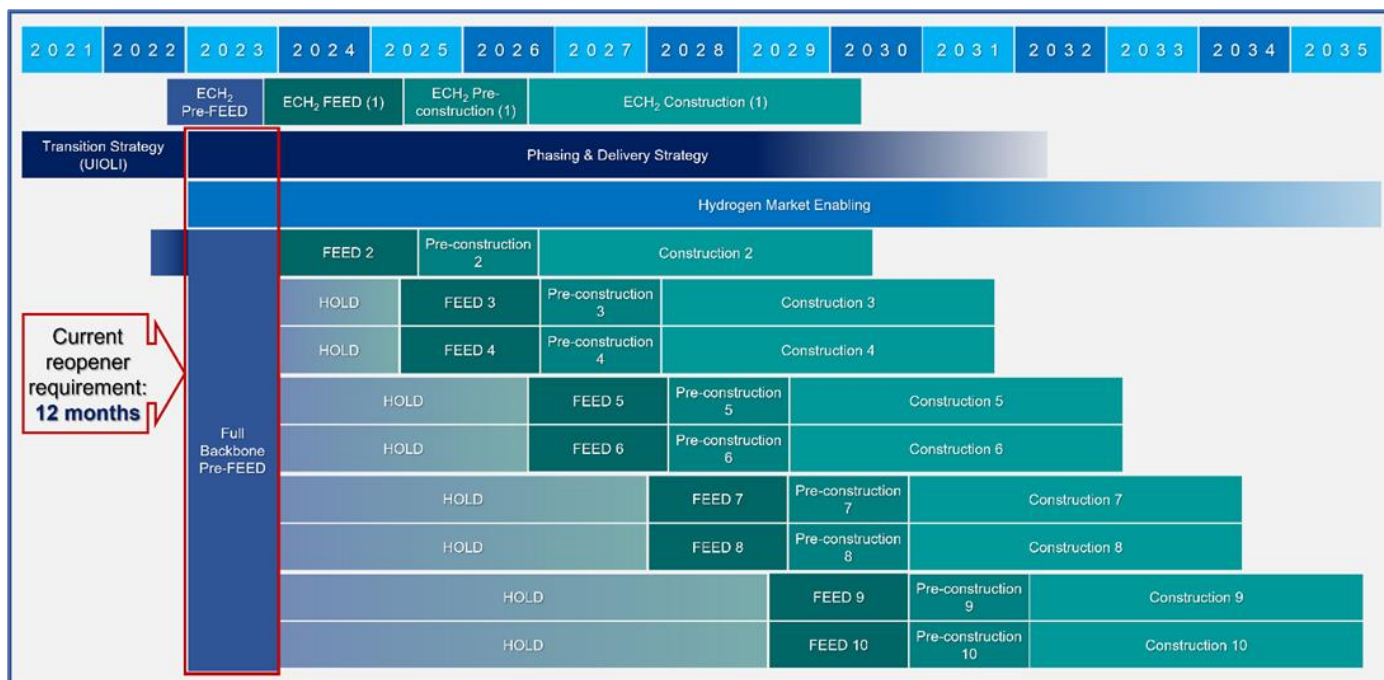 2021 2022 2023 2024 2025 2026 2027 2028 2029 2030 2031 2032 2033 2034 2035
ECH₂
Pre-FEED
ECH₂ FEED (1)
ECH₂ Pre-
construction (1)
ECH₂ Construction (1)
Transition Strategy
(UIOLI)
Phasing & Delivery Strategy
Hydrogen Market Enabling
Current
reopener
requirement:
12 months
Full
Backbone
Pre-FEED
FEED 2
Pre-construction
2
Construction 2
HOLD
FEED 3
Pre-construction
3
Construction 3
HOLD
FEED 4
Pre-construction
4
Construction 4
HOLD
FEED 5
Pre-construction
5
Construction 5
HOLD
FEED 6
Pre-construction
6
Construction 6
HOLD
FEED 7
Pre-construction
7
Construction 7
HOLD
FEED 8
Pre-construction
8
Construction 8
HOLD
FEED 9
Pre-construction
9
Construction 9
HOLD
FEED 10
Pre-construction
10
Construction 10